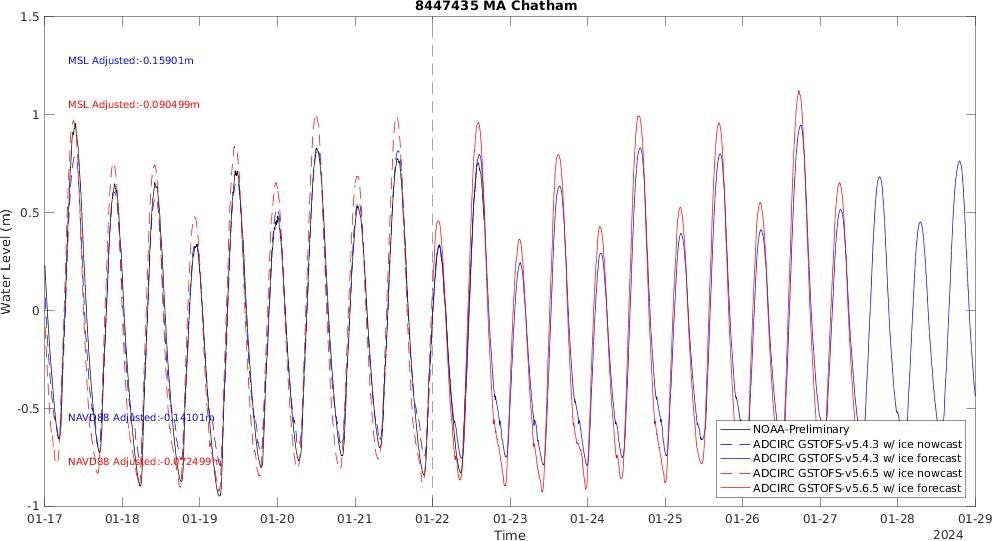 8447435 MA Chatham
1.5
MSL Adjusted:-0.15901m
MSL Adjusted:-0.090499m
1
0.5
Water Level (m)
0
-0.5
NAVD88 Adjusted:-0.14101m
NAVD88 Adjusted:-0.072499m
-1
NOAA-Preliminary
ADCIRC GSTOFS-v5.4.3 w/ ice nowcast
ADCIRC GSTOFS-v5.4.3 w/ ice forecast
ADCIRC GSTOFS-v5.6.5 w/ ice nowcast
ADCIRC GSTOFS-v5.6.5 w/ ice forecast
01-17 01-18 01-19 01-20 01-21 01-22 01-23 01-24 01-25 01-26 01-27 01-28 01-29
Time
2024